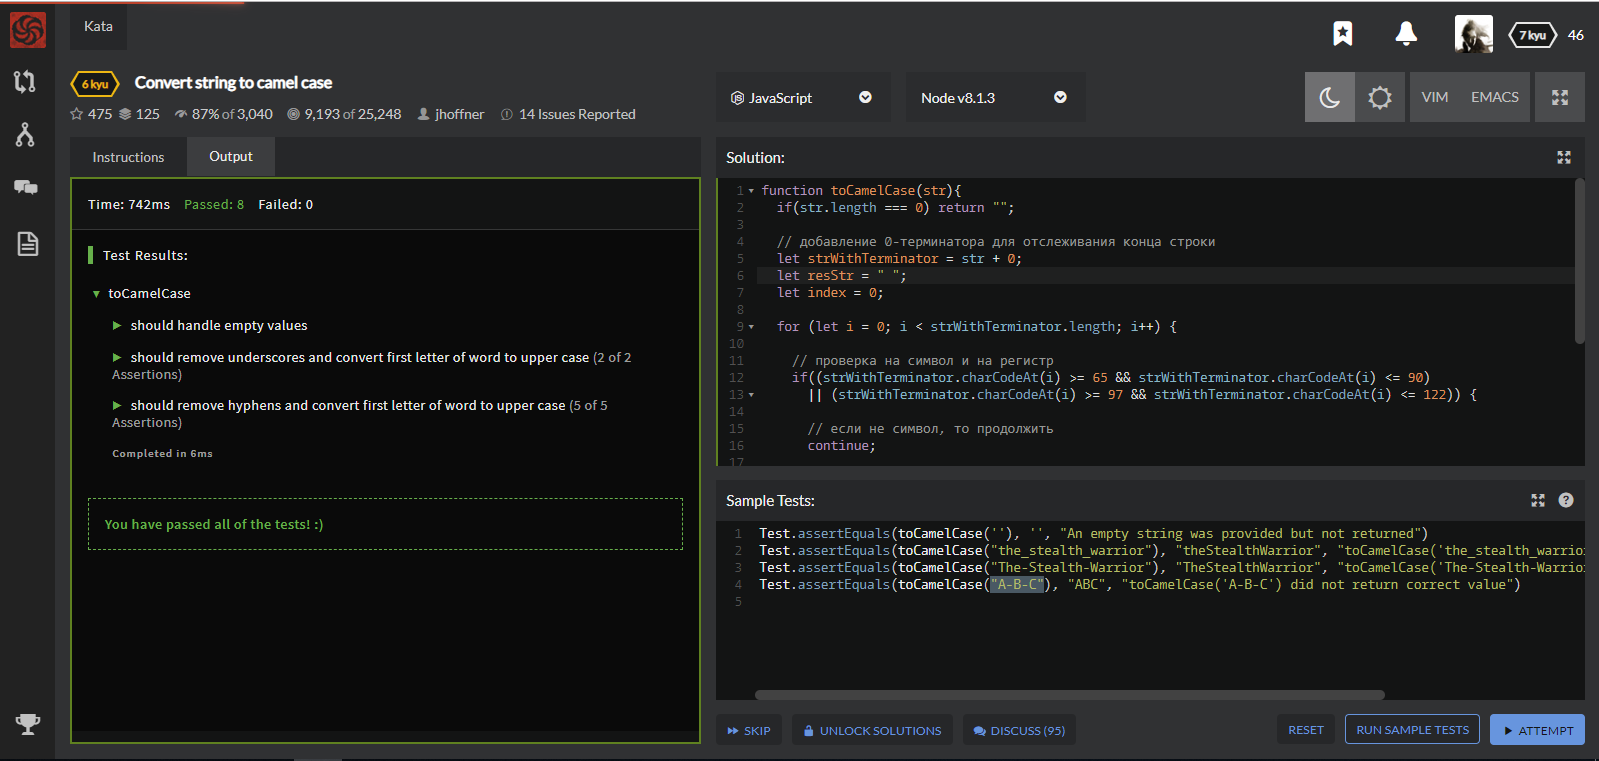 Kata
7 kyu 46
6 kyu Convert string to camel case
475 125 87% of 3,040 9,193 of 25,248 jhoffner 14 Issues Reported
JavaScript
Node v8.1.3
VIM EMACS
Instructions Output
Time: 742ms Passed: 8 Failed: 0
Test Results:
toCamelCase
should handle empty values
should remove underscores and convert first letter of word to upper case (2 of 2
Assertions)
should remove hyphens and convert first letter of word to upper case (5 of 5
Assertions)
Completed in 6ms
You have passed all of the tests! :)
Solution:
1 function toCamelCase(str){
2 if(str.length === 0) return "";
3
4 // добавление 0-терминатора для отслеживания конца строки
5 let strWithTerminator = str + 0;
6 let resStr = " ";
7 let index = 0;
8
9 for (let i = 0; i < strWithTerminator.length; i++) {
10
11 // проверка на символ и на регистр
12 if((strWithTerminator.charCodeAt(i) >= 65 && strWithTerminator.charCodeAt(i) <= 90)
13 || (strWithTerminator.charCodeAt(i) >= 97 && strWithTerminator.charCodeAt(i) <= 122)) {
14
15 // если не символ, то продолжить
16 continue;
17
Sample Tests:
1 Test.assertEquals(toCamelCase(''), '', "An empty string was provided but not returned")
2 Test.assertEquals(toCamelCase("the_stealth_warrior"), "theStealthWarrior", "toCamelCase('the_stealth_warrior
3 Test.assertEquals(toCamelCase("The-Stealth-Warrior"), "TheStealthWarrior", "toCamelCase('The-Stealth-Warrior
4 Test.assertEquals(toCamelCase("A-B-C"), "ABC", "toCamelCase('A-B-C') did not return correct value")
5
SKIP UNLOCK SOLUTIONS DISCUSS (95) RESET RUN SAMPLE TESTS ATTEMPT